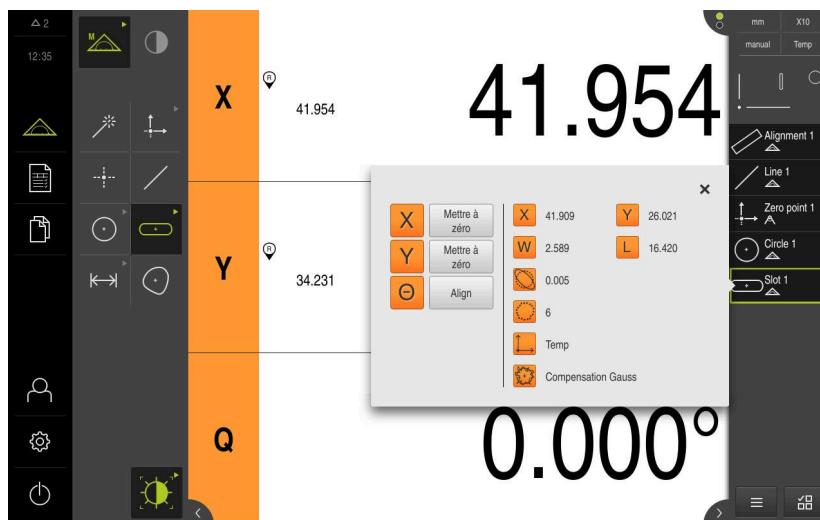 2
12:35
M
X
R
41.954
41.954
Y
R
34.231
Q
0.000°
X
Mettre à
zéro
Y
Mettre à
zéro
Θ
Align
X
41.909
Y
26.021
W
2.589
L
16.420
0.005
6
Temp
Compensation Gauss
mm
X10
manual
Temp
Alignment 1
Line 1
Zero point 1
Circle 1
Slot 1